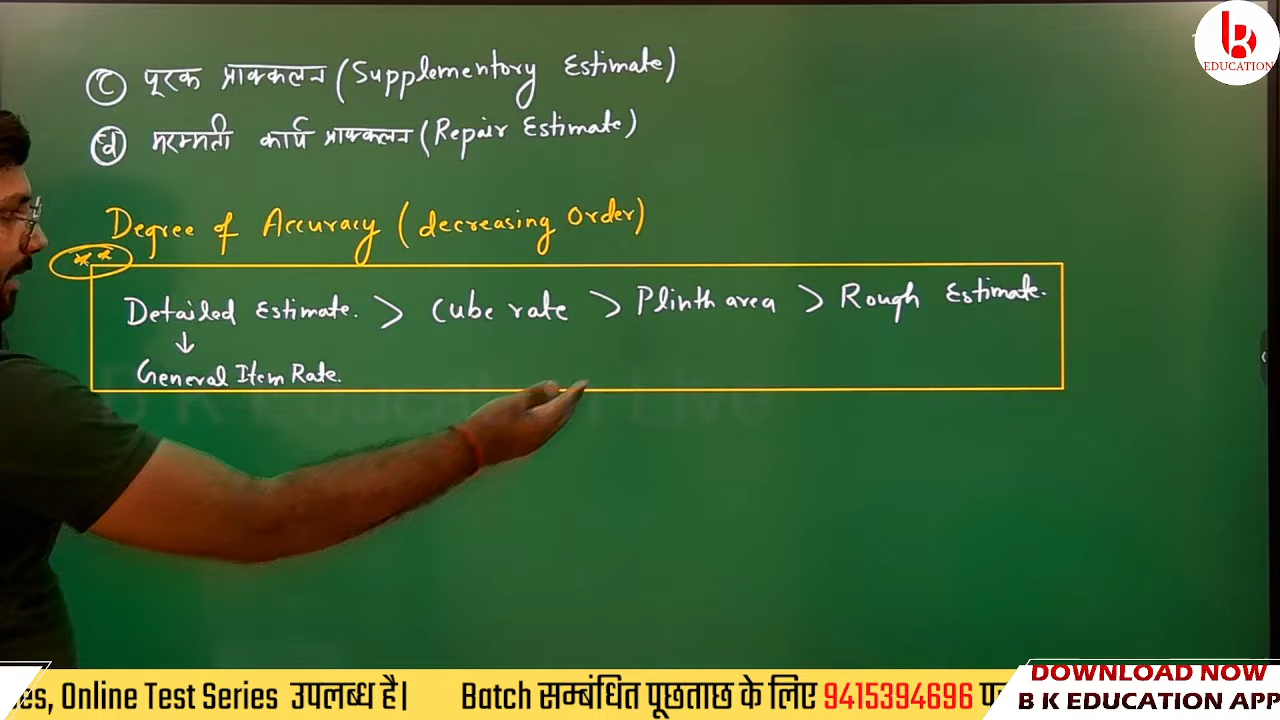 EDUCATION
(C) पूरक प्राक्कलन (Supplementory Estimate)
(d) मरम्मती कार्य प्राक्कलन (Repair Estimate)
Degree of Accuracy (decreasing Order)
**
Detailed Estimate. > Cube rate > Plinth area > Rough Estimate.
↓
General Item Rate.
B K Education Live
es, Online Test Series उपलब्ध है। Batch सम्बंधित पूछताछ के लिए 9415394696
DOWNLOAD NOW
B K EDUCATION APP